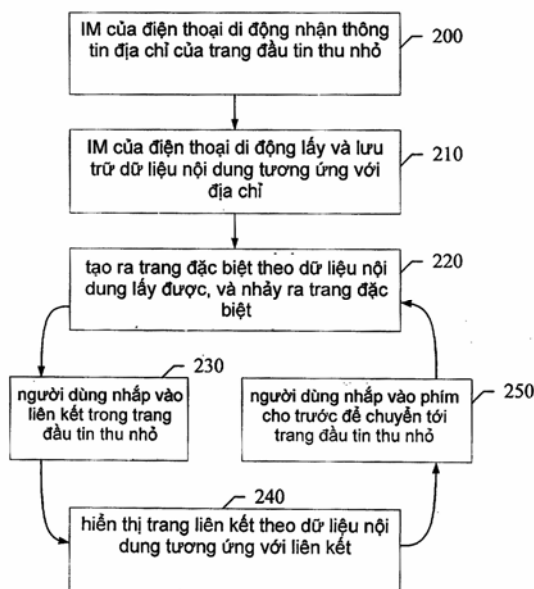 IM của điện thoại di động nhận thông
tin địa chỉ của trang đầu tin thu nhỏ
200
IM của điện thoại di động lấy và lưu
trữ dữ liệu nội dung tương ứng với
địa chỉ
210
tạo ra trang đặc biệt theo dữ liệu nội
dung lấy được, và nhảy ra trang đặc
biệt
220
230
người dùng nhắp vào
liên kết trong trang
đầu tin thu nhỏ
250
người dùng nhắp vào phím
cho trước để chuyển tới
trang đầu tin thu nhỏ
240
hiển thị trang liên kết theo dữ liệu nội
dung tương ứng với liên kết